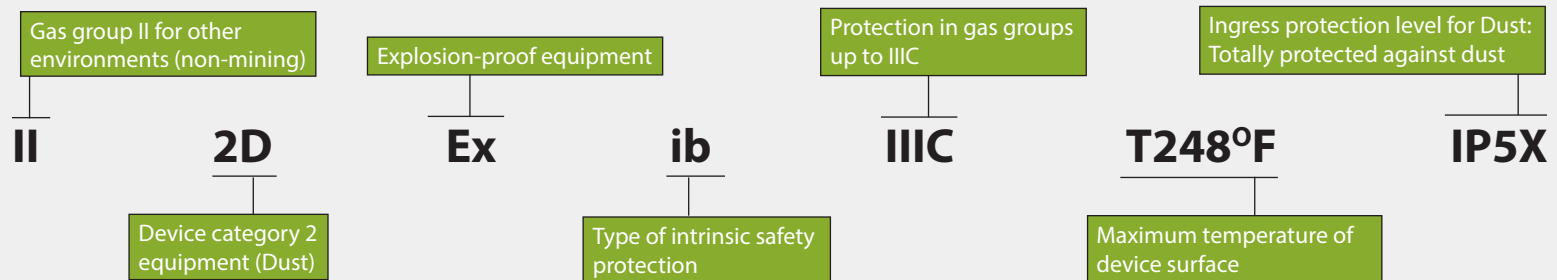 Gas group II for other
environments (non-mining)
Explosion-proof equipment
Protection in gas groups
up to IIIC
Ingress protection level for Dust:
Totally protected against dust
II 2D Ex ib IIIC T248⁰F IP5X
Device category 2
equipment (Dust)
Type of intrinsic safety
protection
Maximum temperature of
device surface